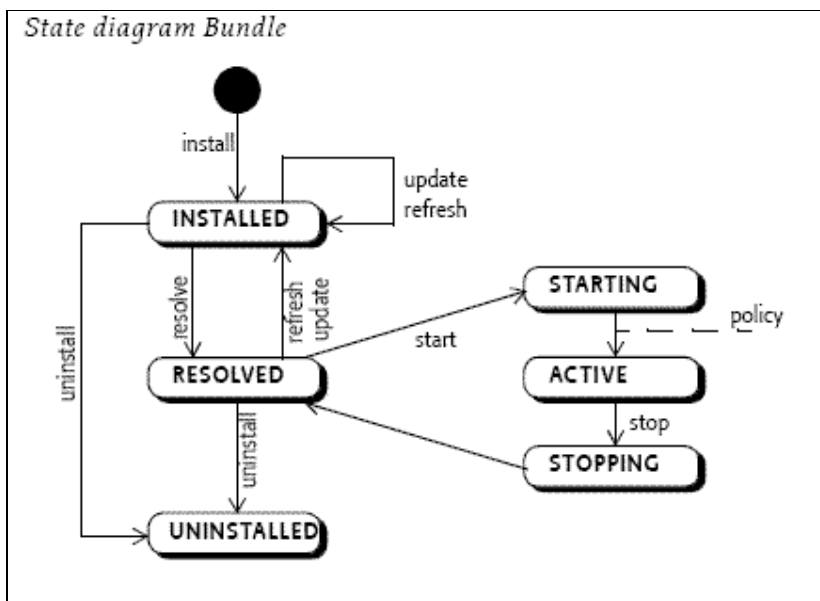 State diagram Bundle
install
update
refresh
INSTALLED
resolve
refresh
update
STARTING
policy
start
uninstall
RESOLVED
ACTIVE
stop
uninstall
STOPPING
UNINSTALLED